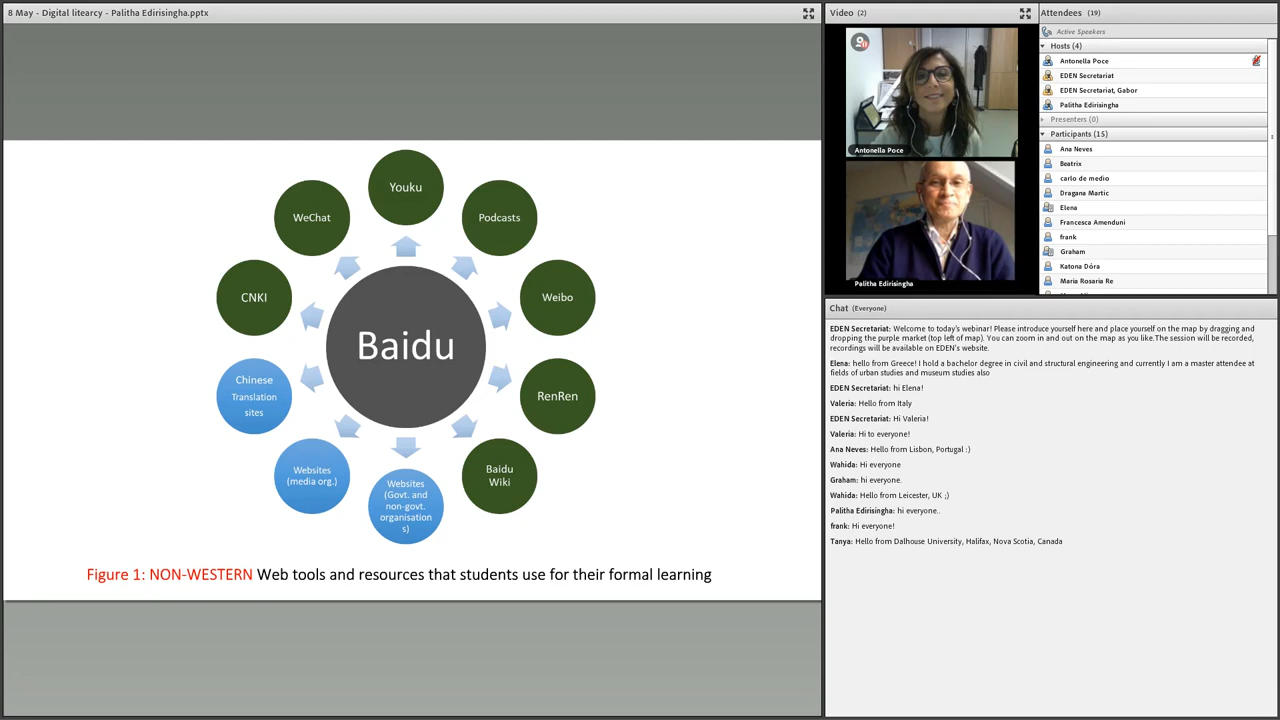 8 May - Digital litearcy - Palitha Edirisingha.pptx
Youku
WeChat
Podcasts
CNKI
Weibo
Baidu
Chinese
Translation
sites
RenRen
Websites
(media org.)
Websites
(Govt. and
non-govt.
organisation
s)
Baidu
Wiki
Figure 1: NON-WESTERN Web tools and resources that students use for their formal learning
Video (2)
Antonella Poce
Palitha Edirisingha
Attendees (19)
Active Speakers
Hosts (4)
Antonella Poce
EDEN Secretariat
EDEN Secretariat, Gabor
Palitha Edirisingha
Presenters (0)
Participants (15)
Ana Neves
Beatrix
carlo de medio
Dragana Martic
Elena
Francesca Amenduni
frank
Graham
Katona Dóra
Maria Rosaria Re
Chat (Everyone)
EDEN Secretariat: Welcome to today's webinar! Please introduce yourself here and place yourself on the map by dragging and
dropping the purple market (top left of map). You can zoom in and out on the map as you like.The session will be recorded,
recordings will be available on EDEN's website.
Elena: hello from Greece! I hold a bachelor degree in civil and structural engineering and currently I am a master attendee at
fields of urban studies and museum studies also
EDEN Secretariat: hi Elena!
Valeria: Hello from Italy
EDEN Secretariat: Hi Valeria!
Valeria: Hi to everyone!
Ana Neves: Hello from Lisbon, Portugal :)
Wahida: Hi everyone
Graham: hi everyone.
Wahida: Hello from Leicester, UK ;)
Palitha Edirisingha: hi everyone..
frank: Hi everyone!
Tanya: Hello from Dalhouse University, Halifax, Nova Scotia, Canada